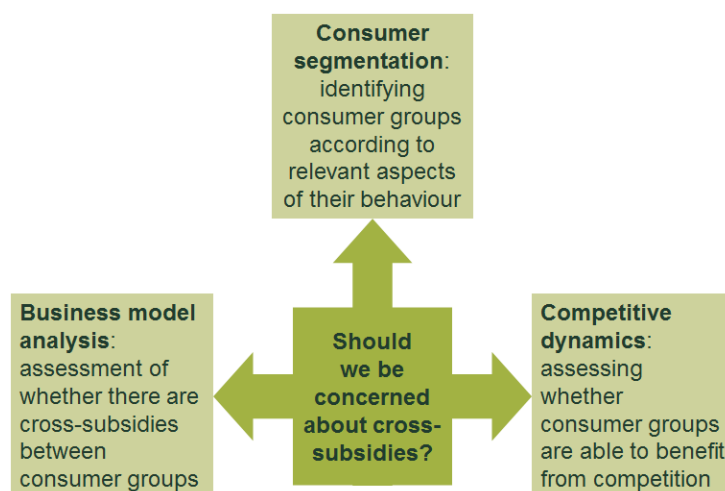 Consumer
segmentation:
identifying
consumer groups
according to
relevant aspects
of their behaviour
Business model
analysis:
assessment of
whether there are
cross-subsidies
between
consumer groups
Should
we be
concerned
about cross-
subsidies?
Competitive
dynamics:
assessing
whether
consumer groups
are able to benefit
from competition